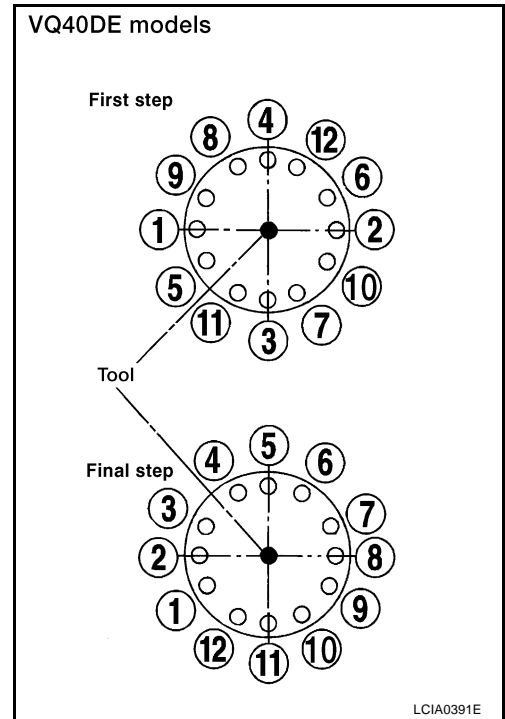 VQ40DE models
First step
4
8 12
9 6
1 2
5 10
11 7
3
Tool
Final step
5
4 6
3 7
2 8
1 9
12 10
11
LCIA0391E